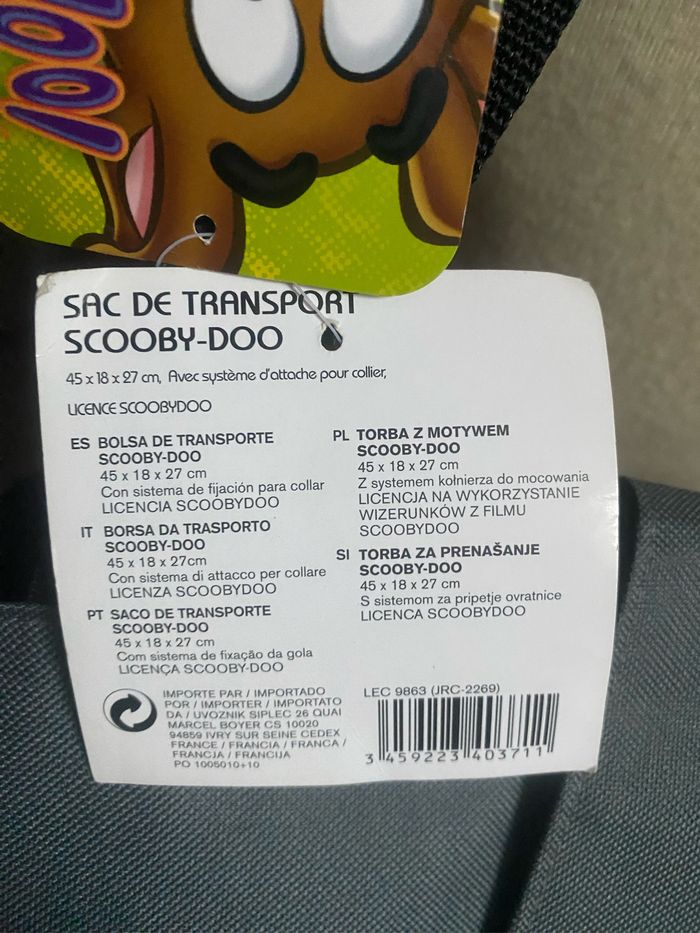 SAC DE TRANSPORT
SCOOBY-DOO
45 x 18 x 27 cm, Avec système d'attache pour collier,
LICENCE SCOOBYDOO
ES BOLSA DE TRANSPORTE
SCOOBY-DOO
45 x 18 x 27 cm
Con sistema de fijación para collar
LICENCIA SCOOBYDOO
IT BORSA DA TRASPORTO
SCOOBY-DOO
45 x 18 x 27cm
Con sistema di attacco per collare
LICENZA SCOOBYDOO
PT SACO DE TRANSPORTE
SCOOBY-DOO
45 x 18 x 27 cm
Com sistema de fixação da gola
LICENÇA SCOOBY-DOO
PL TORBA Z MOTYWEM
SCOOBY-DOO
45 x 18 x 27 cm
Z systemem kołnierza do mocowania
LICENCJA NA WYKORZYSTANIE
WIZERUNKÓW Z FILMU
SCOOBYDOO
SI TORBA ZA PRENAŠANJE
SCOOBY-DOO
45 x 18 x 27 cm
S sistemom za pripetje ovratnice
LICENCA SCOOBYDOO
IMPORTE PAR / IMPORTADO
POR / IMPORTER / IMPORTATO
DA / UVOZNIK SIPLEC 26 QUAI
MARCEL BOYER CS 10020
94859 IVRY SUR SEINE CEDEX
FRANCE / FRANCIA / FRANCA /
FRANCJA / FRANCIJA
PO 1005010+10
LEC 9863 (JRC-2269)
3 459223 403711